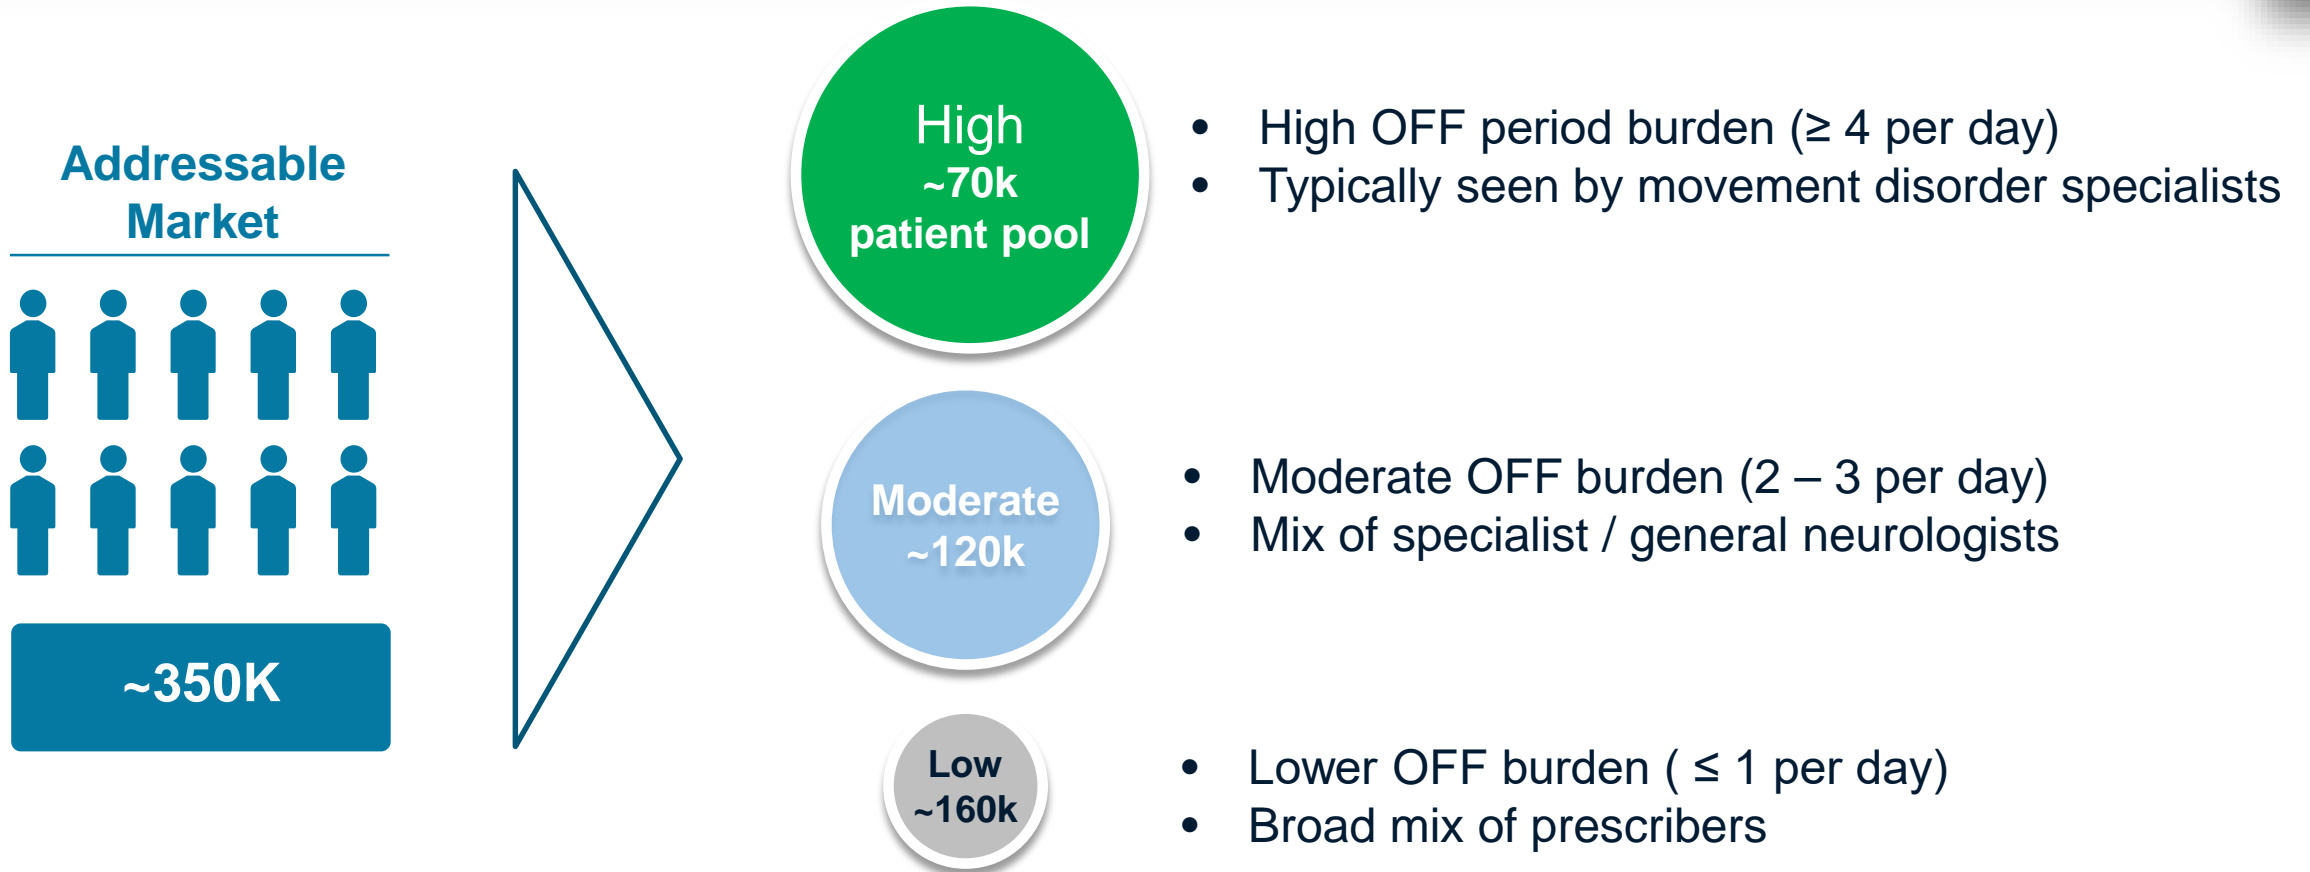 Addressable
Market
~350K
High
~70k
patient pool
• High OFF period burden (≥ 4 per day)
• Typically seen by movement disorder specialists
Moderate
~120k
• Moderate OFF burden (2 – 3 per day)
• Mix of specialist / general neurologists
Low
~160k
• Lower OFF burden ( ≤ 1 per day)
• Broad mix of prescribers